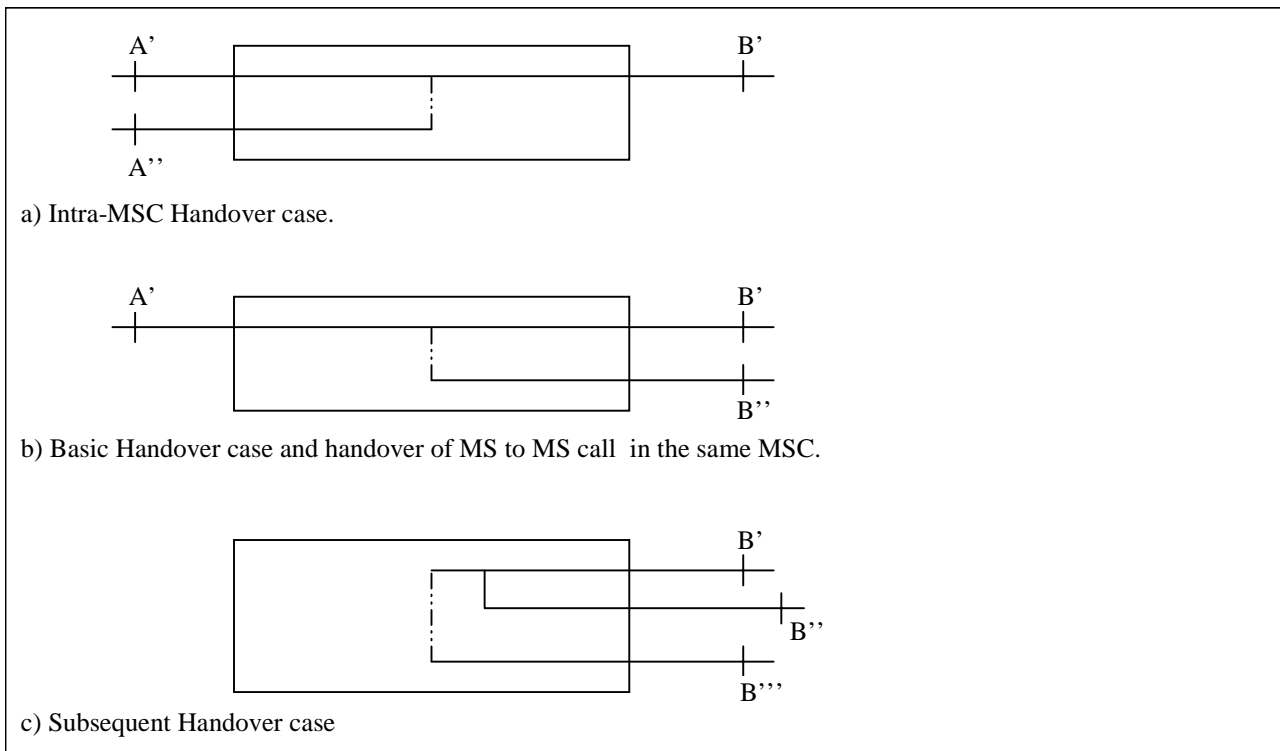 A’ B’
A’’
a) Intra-MSC Handover case.
A’ B’
B’’
b) Basic Handover case and handover of MS to MS call in the same MSC.
B’
B’’
B’’’
c) Subsequent Handover case